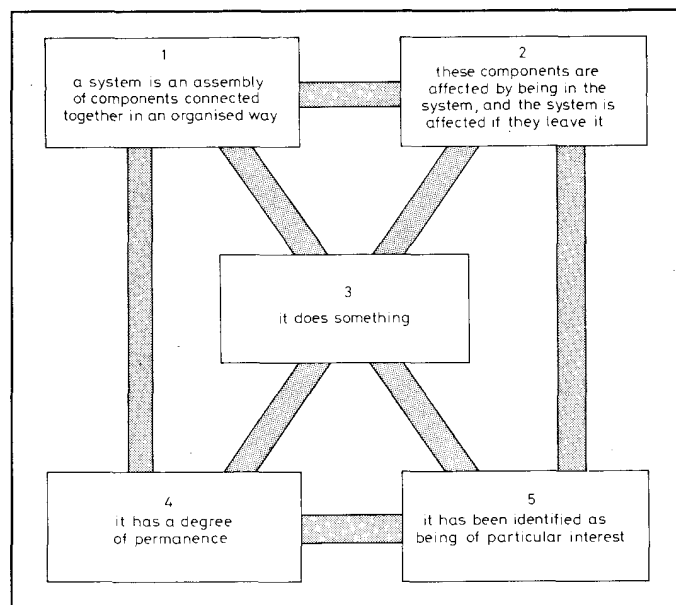 1
a system is an assembly
of components connected
together in an organised way
2
these components are
affected by being in the
system, and the system is
affected if they leave it
3
it does something
4
it has a degree
of permanence
5
it has been identified as
being of particular interest